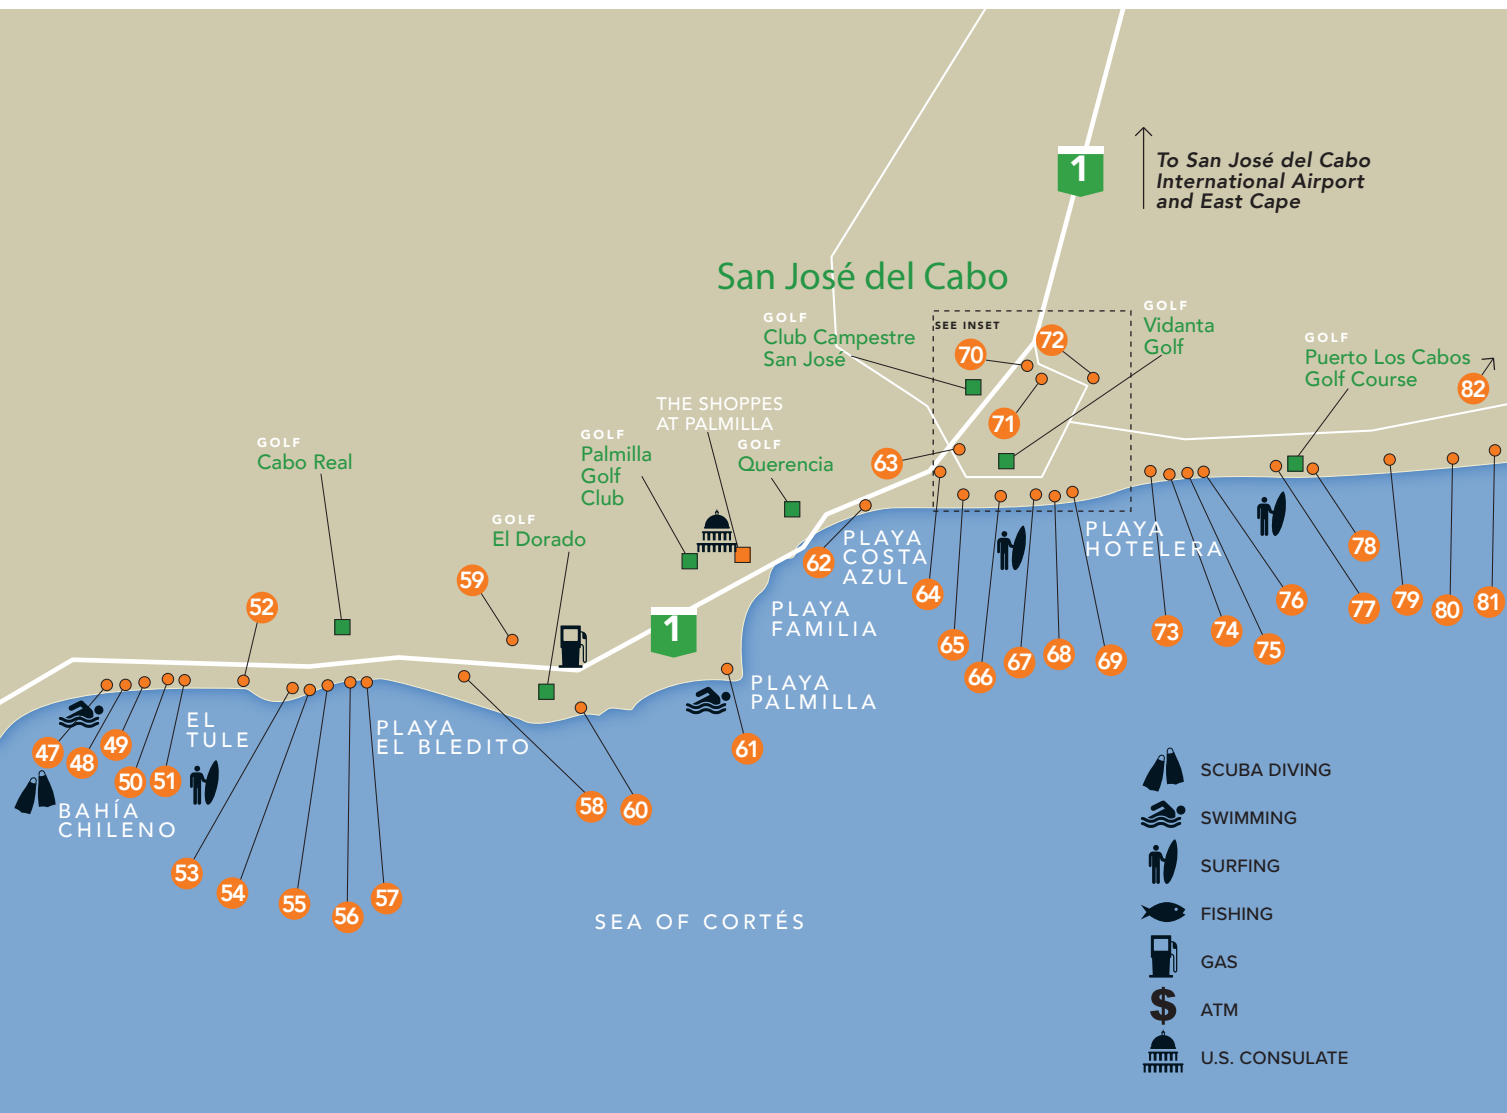 1
To San José del Cabo
International Airport
and East Cape
San José del Cabo
GOLF
Club Campestre
San José
SEE INSET
70
72
71
GOLF
Vidanta
Golf
GOLF
Puerto Los Cabos
Golf Course
82
THE SHOPPES
AT PALMILLA
GOLF
Querencia
GOLF
Palmilla
Golf
Club
GOLF
Cabo Real
GOLF
El Dorado
63
62
PLAYA
COSTA
AZUL
PLAYA
HOTELERA
PLAYA
FAMILIA
PLAYA
PALMILLA
1
59
52
64
65
66
67
68
69
73
74
75
76
77
78
79
80
81
EL
TULE
PLAYA
EL BLEDITO
47
48
49
50
51
BAHÍA
CHILENO
53
54
55
56
57
58
60
61
SEA OF CORTÉS
SCUBA DIVING
SWIMMING
SURFING
FISHING
GAS
$
ATM
U.S. CONSULATE